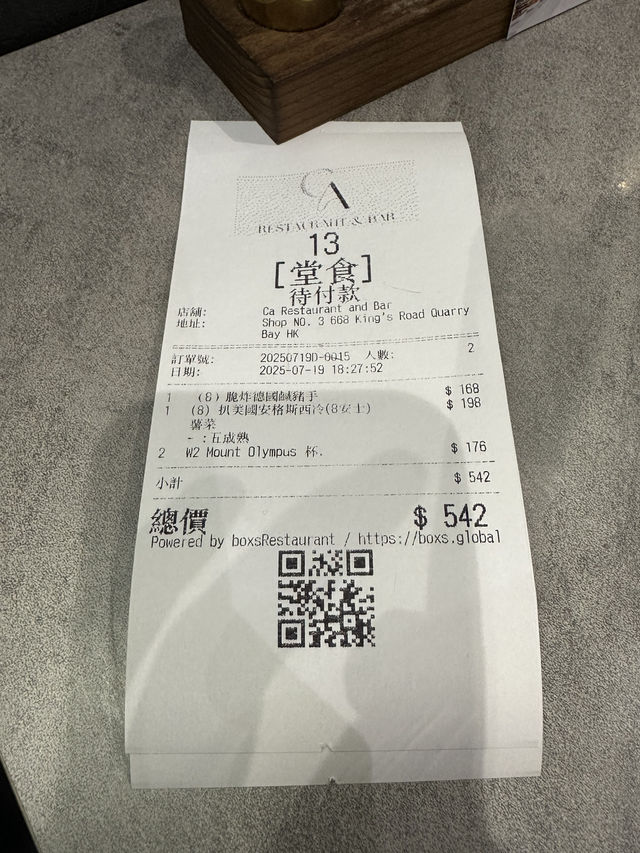 CA
RESTAURANT & BAR
13
[堂食]
待付款
店舖: Ca Restaurant and Bar
地址: Shop NO. 3 668 King's Road Quarry
Bay HK
訂單號: 20250719D-0015 人數: 2
日期: 2025-07-19 18:27:52
1 (8) 脆炸德國鹹豬手 $ 168
1 (8) 扒美國安格斯西冷(8安士) $ 198
薯菜
- :五成熟
2 W2 Mount Olympus 杯. $ 176
小計 $ 542
總價 $ 542
Powered by boxsRestaurant / https://boxs.global